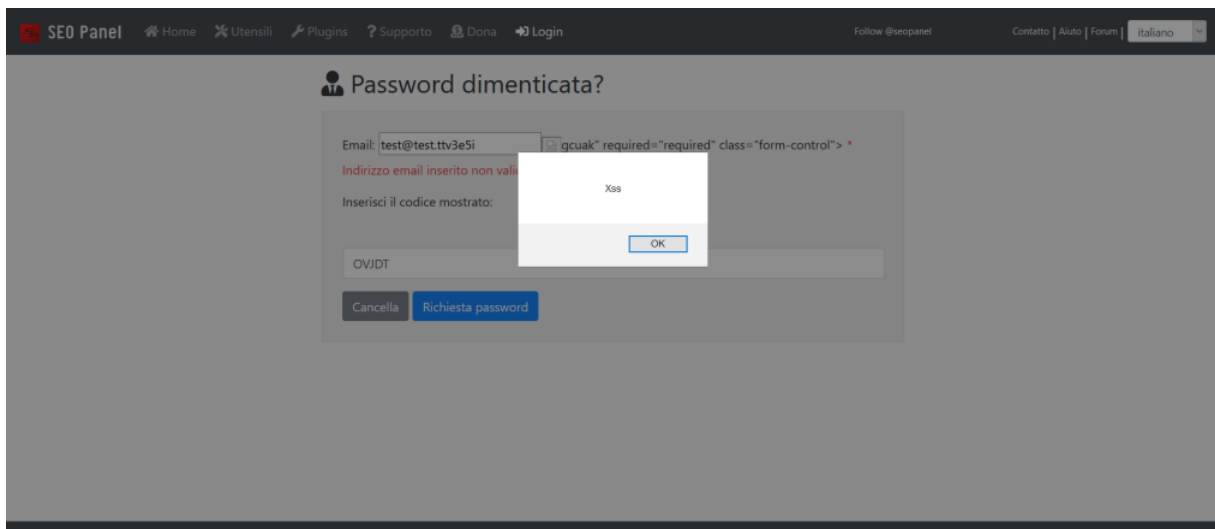 SEO Panel Home Utensili Plugins ? Supporto Dona Login Follow @seopanel Contatto | Aiuto | Forum | italiano
Password dimenticata?
Email: test@test.ttv3e5i gcuak" required="required" class="form-control"> *
Indirizzo email inserito non vali
Xss
Inserisci il codice mostrato:
OK
OVJDT
Cancella Richiesta password